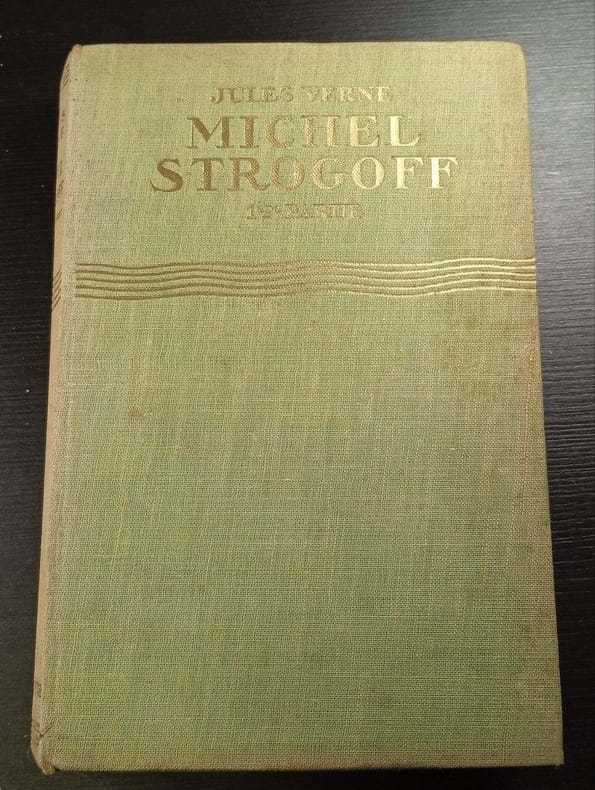 JULES VERNE
MICHEL
STROGOFF
1re PARTIE